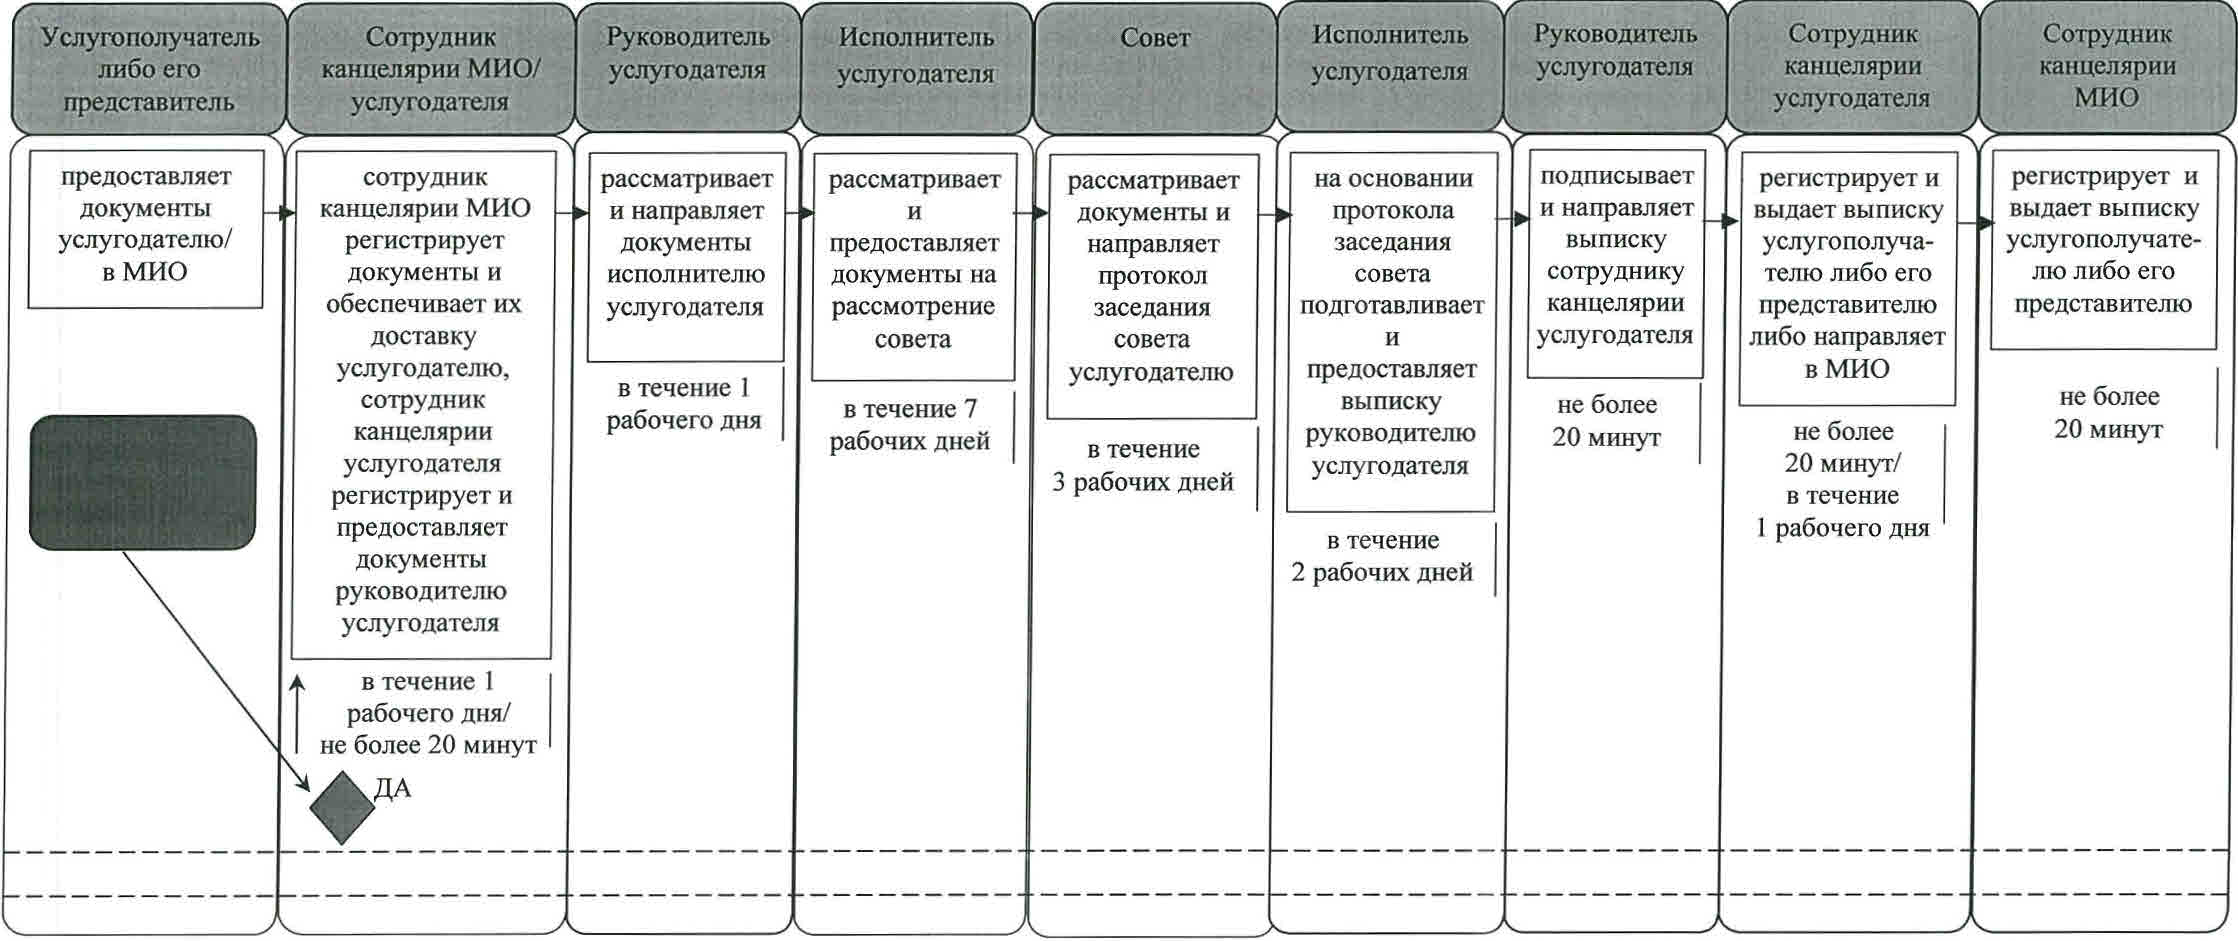 Услугополучатель
либо его
представитель
Сотрудник
канцелярии МИО/
услугодателя
Руководитель
услугодателя
Исполнитель
услугодателя
Совет
Исполнитель
услугодателя
Руководитель
услугодателя
Сотрудник
канцелярии
услугодателя
Сотрудник
канцелярии
МИО
предоставляет
документы
услугодателю/
в МИО
сотрудник
канцелярии МИО
регистрирует
документы и
обеспечивает их
доставку
услугодателю,
сотрудник
канцелярии
услугодателя
регистрирует и
предоставляет
документы
руководителю
услугодателя
в течение 1
рабочего дня/
не более 20 минут
ДА
рассматривает
и направляет
документы
исполнителю
услугодателя
в течение 1
рабочего дня
рассматривает
и
предоставляет
документы на
рассмотрение
совета
в течение 7
рабочих дней
рассматривает
документы и
направляет
протокол
заседания
совета
услугодателю
в течение
3 рабочих дней
на основании
протокола
заседания
совета
подготавливает
и
предоставляет
выписку
руководителю
услугодателя
в течение
2 рабочих дней
подписывает
и направляет
выписку
сотруднику
канцелярии
услугодателя
не более
20 минут
регистрирует и
выдает выписку
услугополуча-
телю либо его
представителю
либо направляет
в МИО
не более
20 минут/
в течение
1 рабочего дня
регистрирует и
выдает выписку
услугополучате-
лю либо его
представителю
не более
20 минут